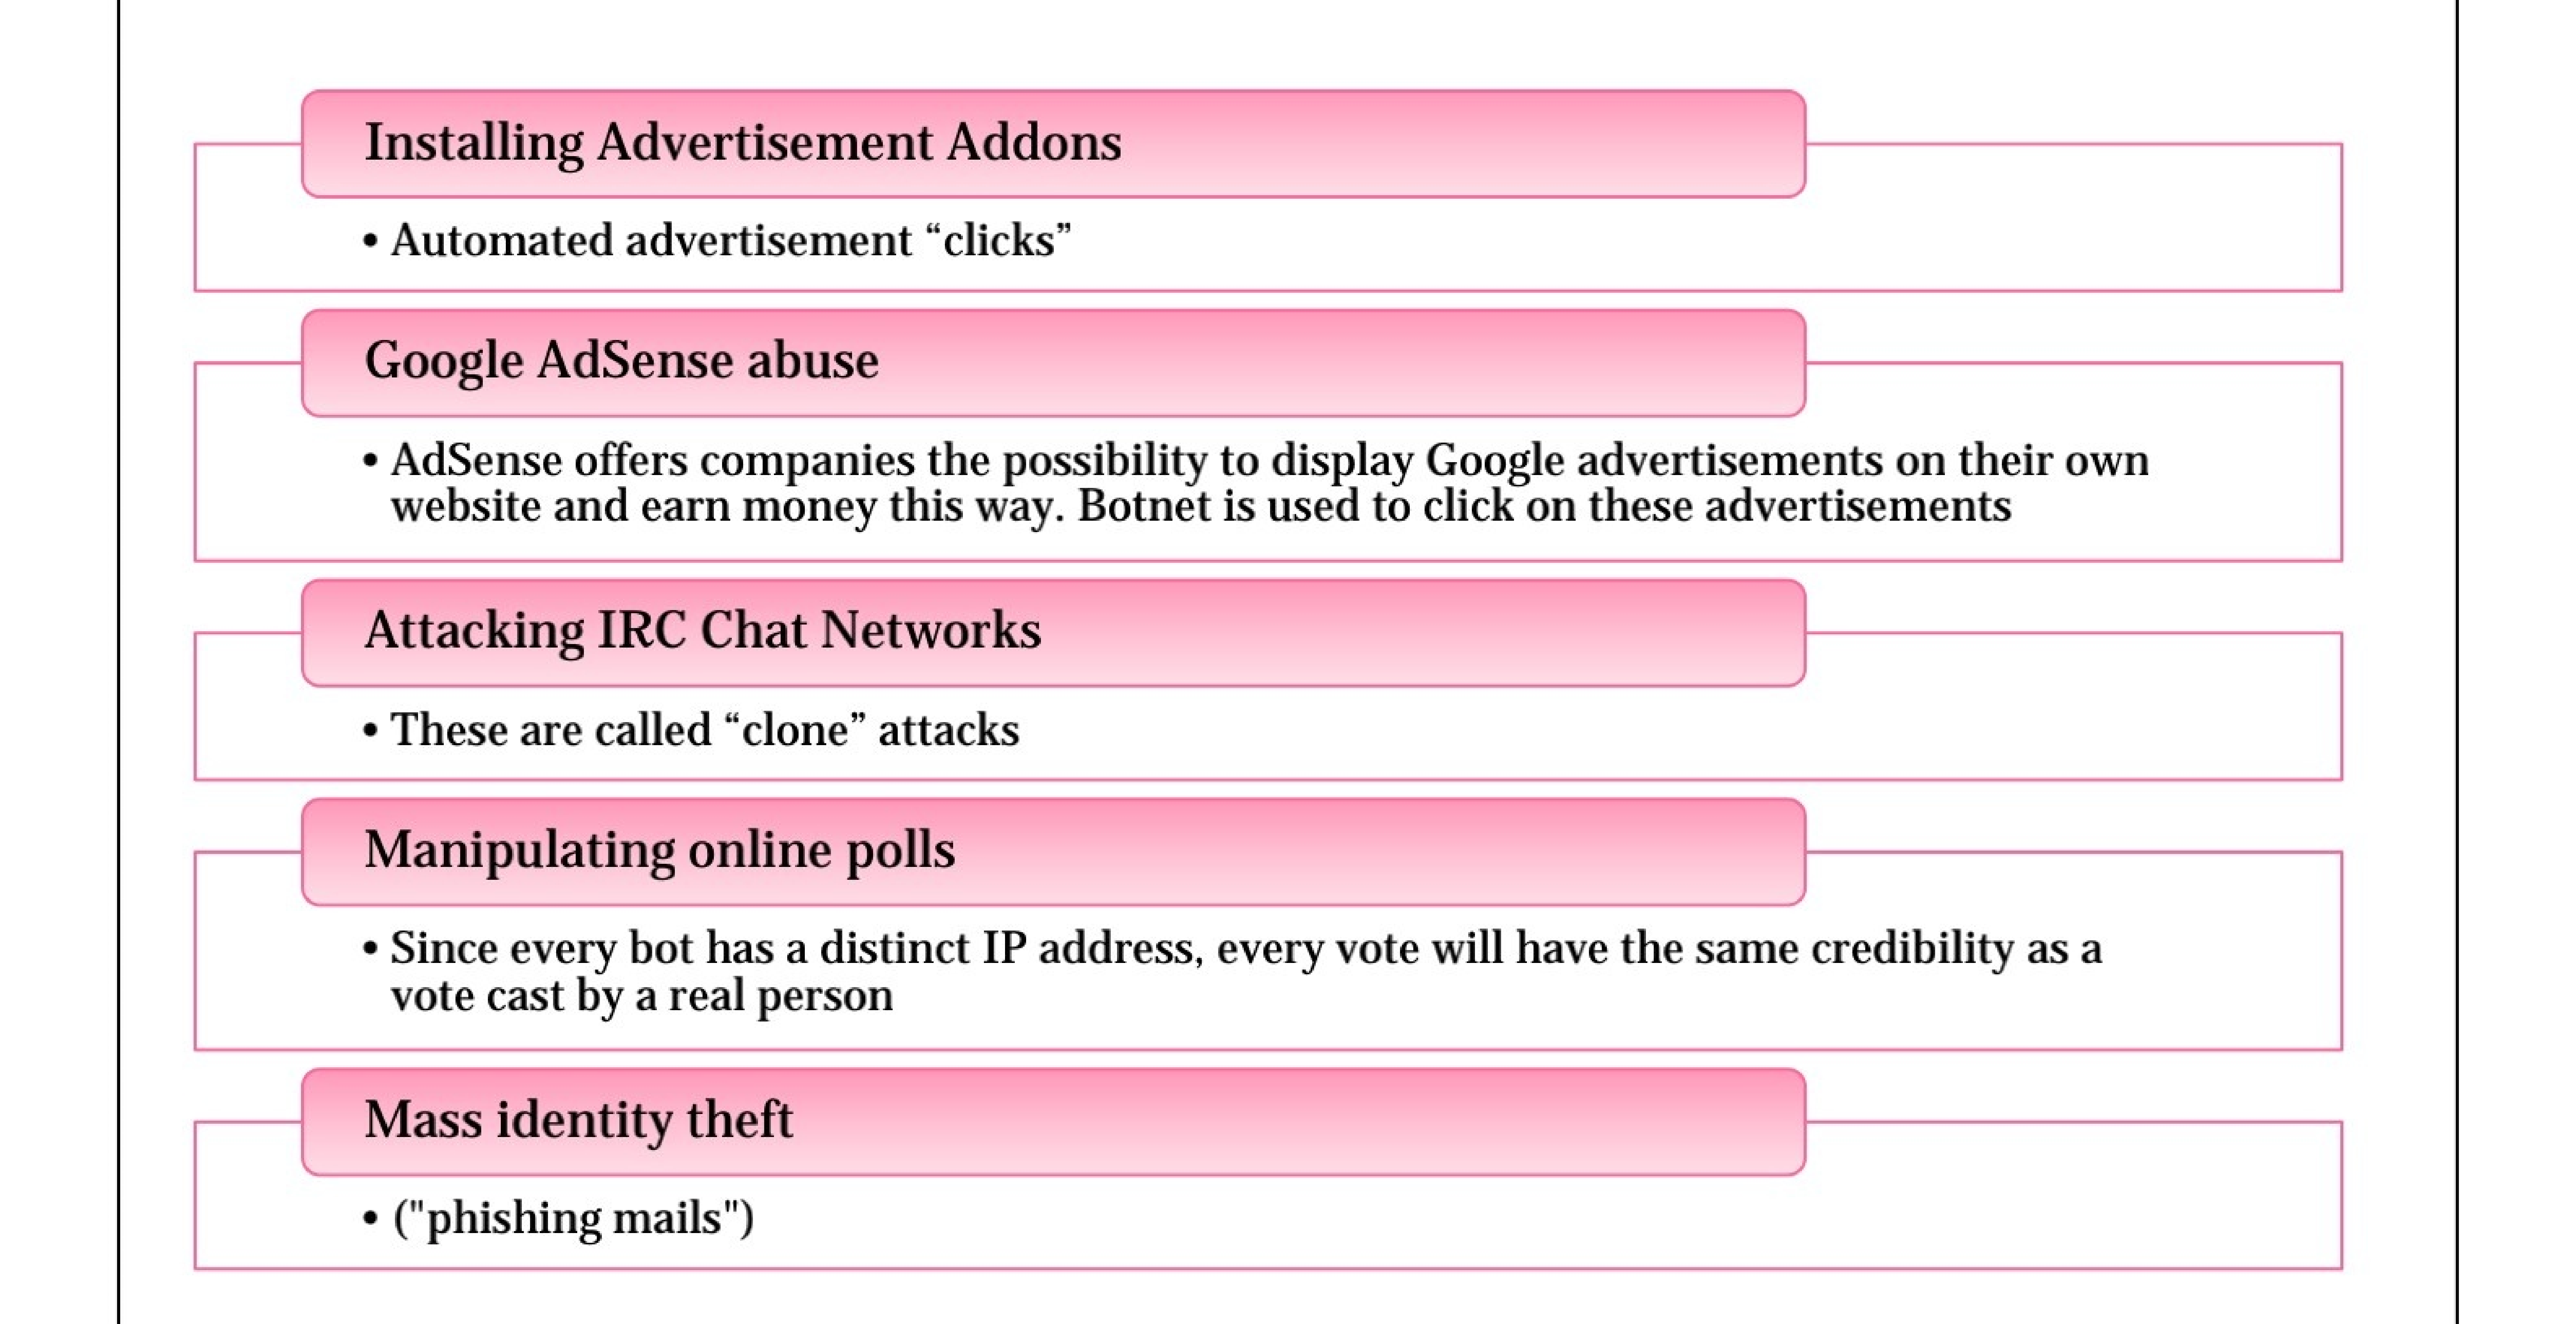 Installing Advertisement Addons
• Automated advertisement “clicks”
Google AdSense abuse
• AdSense offers companies the possibility to display Google advertisements on their own
website and earn money this way. Botnet is used to click on these advertisements
Attacking IRC Chat Networks
• These are called “clone” attacks
Manipulating online polls
• Since every bot has a distinct IP address, every vote will have the same credibility as a
vote cast by a real person
Mass identity theft
• ("phishing mails")